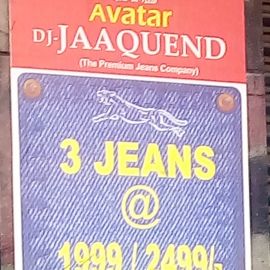 Avatar
DJ-JAAQUEND
(The Premium Jeans Company)
3 JEANS
@
1999 / 2499/-